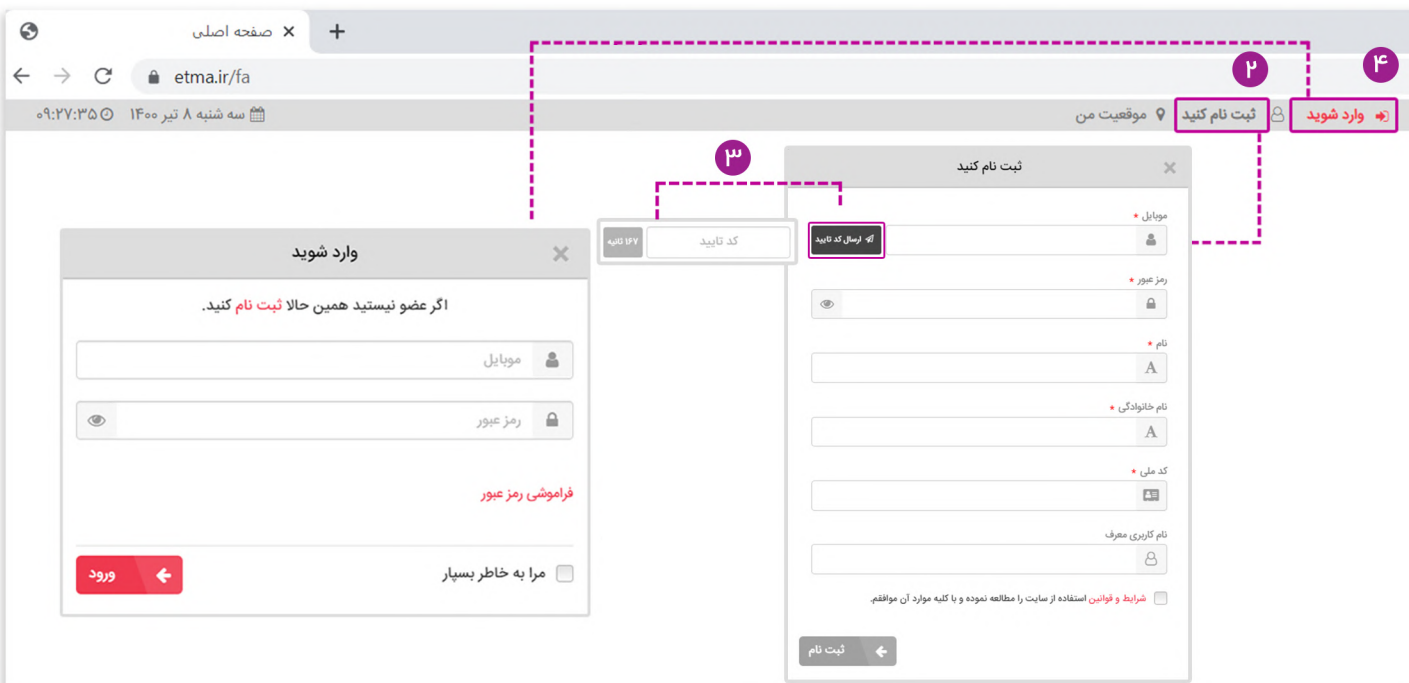 صفحه اصلی
etma.ir/fa
۲
۴
وارد شوید
ثبت نام کنید
موقعیت من
سه شنبه ۸ تیر ۱۴۰۰
۰۹:۲۷:۳۵
۳
ثبت نام کنید
موبایل *
ارسال کد تایید
کد تایید
۱۶۷ ثانیه
رمز عبور *
نام *
A
نام خانوادگی *
A
کد ملی *
نام کاربری معرف
شرایط و قوانین استفاده از سایت را مطالعه نموده و با کلیه موارد آن موافقم.
ثبت نام
وارد شوید
اگر عضو نیستید همین حالا ثبت نام کنید.
موبایل
رمز عبور
فراموشی رمز عبور
مرا به خاطر بسپار
ورود